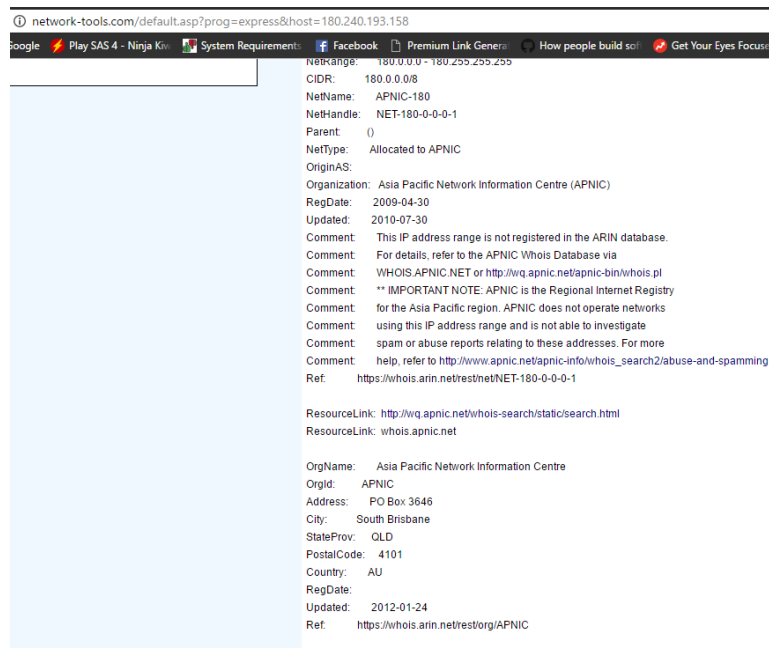 network-tools.com/default.asp?prog=express&host=180.240.193.158
Google Play SAS 4 - Ninja Kiw System Requirements Facebook Premium Link Genera How people build sof Get Your Eyes Focuse
NetRange: 180.0.0.0 - 180.255.255.255
CIDR: 180.0.0.0/8
NetName: APNIC-180
NetHandle: NET-180-0-0-0-1
Parent: ()
NetType: Allocated to APNIC
OriginAS:
Organization: Asia Pacific Network Information Centre (APNIC)
RegDate: 2009-04-30
Updated: 2010-07-30
Comment: This IP address range is not registered in the ARIN database.
Comment: For details, refer to the APNIC Whois Database via
Comment: WHOIS.APNIC.NET or http://wq.apnic.net/apnic-bin/whois.pl
Comment: ** IMPORTANT NOTE: APNIC is the Regional Internet Registry
Comment: for the Asia Pacific region. APNIC does not operate networks
Comment: using this IP address range and is not able to investigate
Comment: spam or abuse reports relating to these addresses. For more
Comment: help, refer to http://www.apnic.net/apnic-info/whois_search2/abuse-and-spamming
Ref: https://whois.arin.net/rest/net/NET-180-0-0-0-1
ResourceLink: http://wq.apnic.net/whois-search/static/search.html
ResourceLink: whois.apnic.net
OrgName: Asia Pacific Network Information Centre
OrgId: APNIC
Address: PO Box 3646
City: South Brisbane
StateProv: QLD
PostalCode: 4101
Country: AU
RegDate:
Updated: 2012-01-24
Ref: https://whois.arin.net/rest/org/APNIC